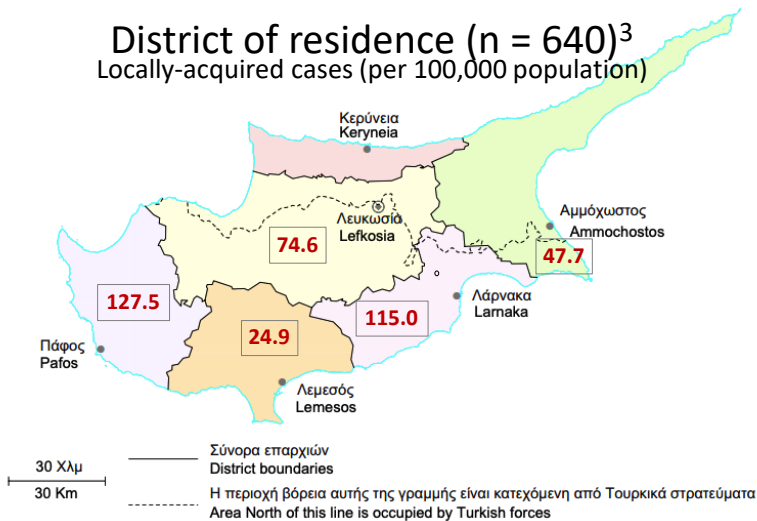 District of residence (n = 640)³
Locally-acquired cases (per 100,000 population)
Κερύνεια
Keryneia
Λευκωσία
Lefkosia
Αμμόχωστος
Ammochostos
74.6
47.7
127.5
Λάρνακα
Larnaka
115.0
24.9
Πάφος
Pafos
Λεμεσός
Lemesos
Σύνορα επαρχιών
District boundaries
30 Χλμ
30 Km
Η περιοχή βόρεια αυτής της γραμμής είναι κατεχόμενη από Τουρκικά στρατεύματα
Area North of this line is occupied by Turkish forces